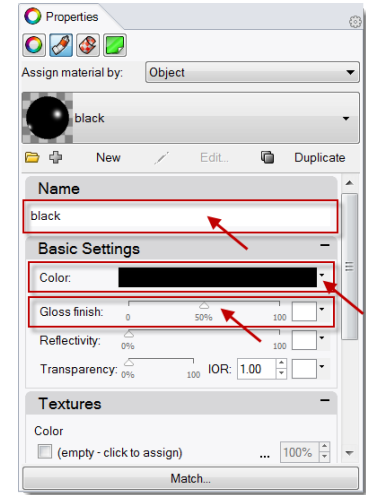 Properties
Assign material by: Object
black
New Edit... Duplicate
Name
black
Basic Settings
Color:
Gloss finish: 0 50% 100
Reflectivity: 0% 100
Transparency: 0% 100 IOR: 1.00
Textures
Color
(empty - click to assign) ... 100%
Match...